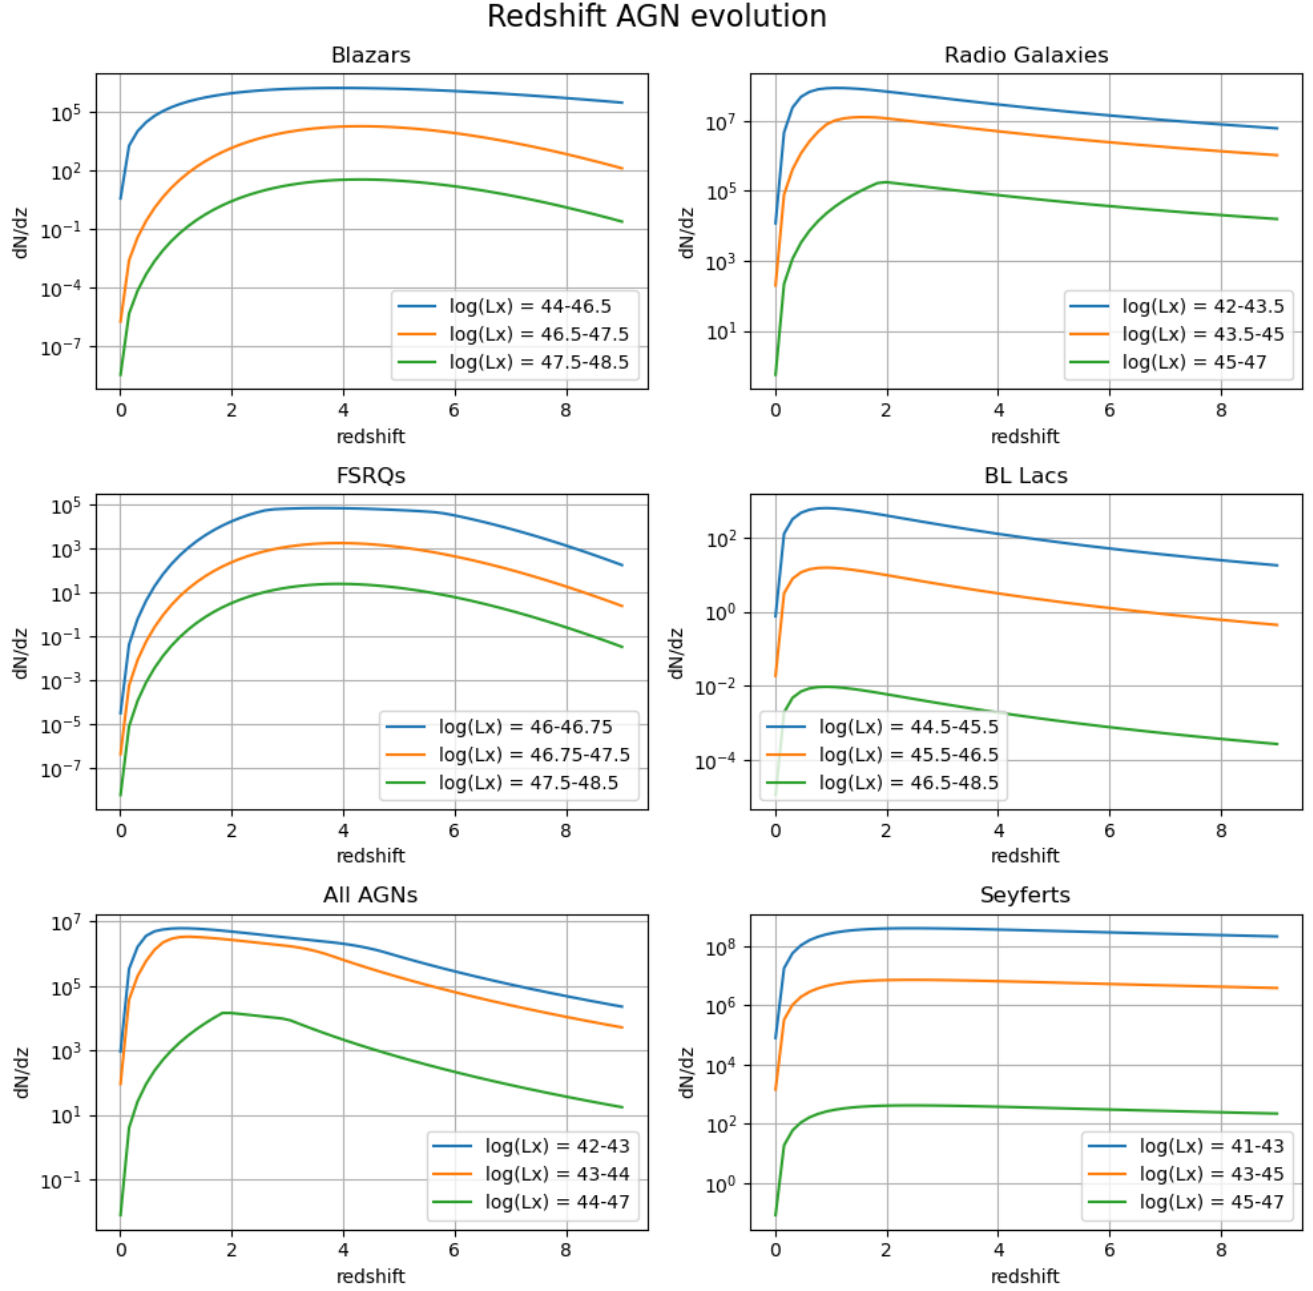 Redshift AGN evolution
Blazars
dN/dz
10^5
10^2
10^-1
10^-4
10^-7
log(Lx) = 44-46.5
log(Lx) = 46.5-47.5
log(Lx) = 47.5-48.5
0 2 4 6 8
redshift
Radio Galaxies
dN/dz
10^7
10^5
10^3
10^1
log(Lx) = 42-43.5
log(Lx) = 43.5-45
log(Lx) = 45-47
0 2 4 6 8
redshift
FSRQs
dN/dz
10^5
10^3
10^1
10^-1
10^-3
10^-5
10^-7
log(Lx) = 46-46.75
log(Lx) = 46.75-47.5
log(Lx) = 47.5-48.5
0 2 4 6 8
redshift
BL Lacs
dN/dz
10^2
10^0
10^-2
10^-4
log(Lx) = 44.5-45.5
log(Lx) = 45.5-46.5
log(Lx) = 46.5-48.5
0 2 4 6 8
redshift
All AGNs
dN/dz
10^7
10^5
10^3
10^1
10^-1
log(Lx) = 42-43
log(Lx) = 43-44
log(Lx) = 44-47
0 2 4 6 8
redshift
Seyferts
dN/dz
10^8
10^6
10^4
10^2
10^0
log(Lx) = 41-43
log(Lx) = 43-45
log(Lx) = 45-47
0 2 4 6 8
redshift